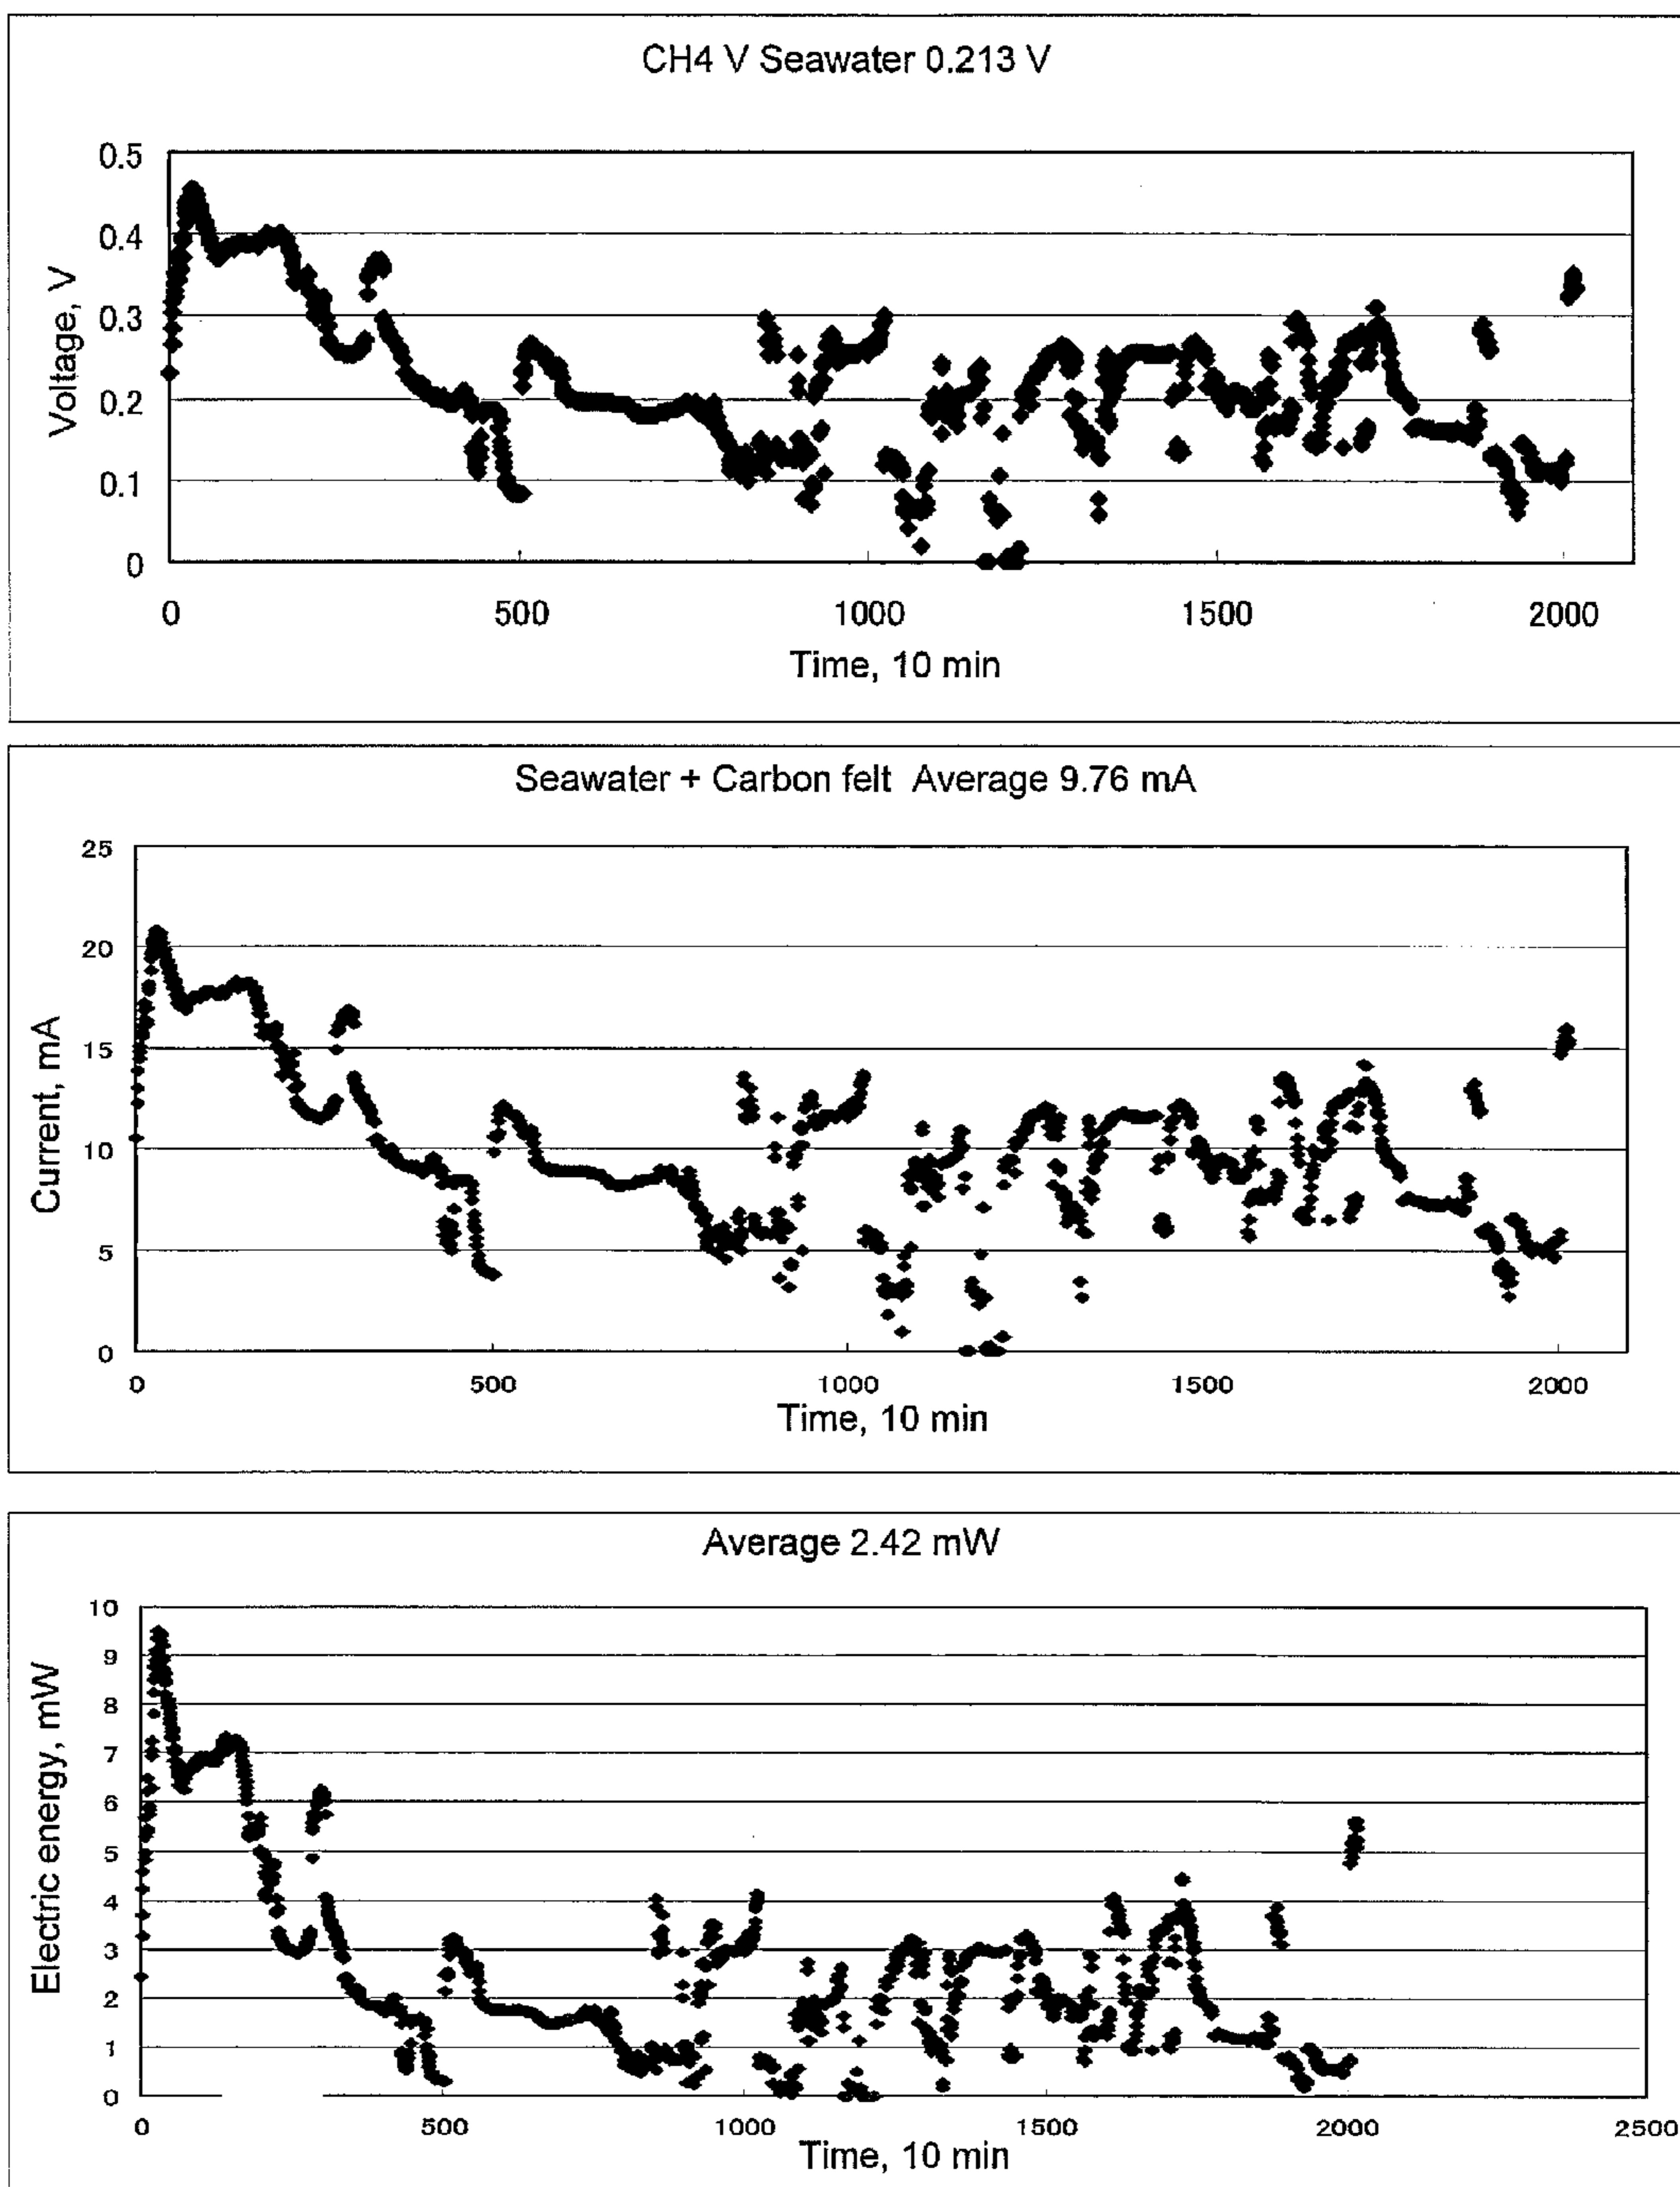 CH4 V Seawater 0.213 V
0.5
0.4
0.3
0.2
0.1
0
Voltage, V
0 500 1000 1500 2000
Time, 10 min
Seawater + Carbon felt Average 9.76 mA
25
20
15
10
5
0
Current, mA
0 500 1000 1500 2000
Time, 10 min
Average 2.42 mW
10
9
8
7
6
5
4
3
2
1
0
Electric energy, mW
0 500 1000 1500 2000 2500
Time, 10 min